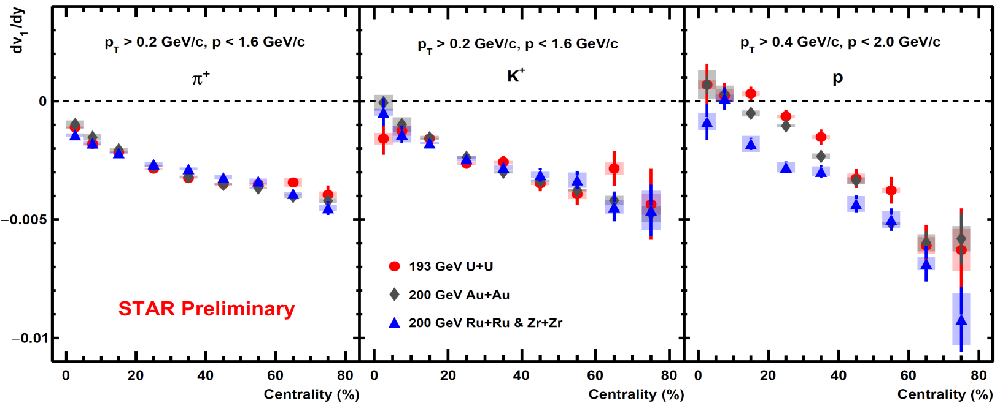 dv1/dy
pT > 0.2 GeV/c, p < 1.6 GeV/c
π+
pT > 0.2 GeV/c, p < 1.6 GeV/c
K+
pT > 0.4 GeV/c, p < 2.0 GeV/c
p
0
−0.005
−0.01
193 GeV U+U
200 GeV Au+Au
200 GeV Ru+Ru & Zr+Zr
STAR Preliminary
0 20 40 60 80
0 20 40 60 80
0 20 40 60 80
Centrality (%)
Centrality (%)
Centrality (%)